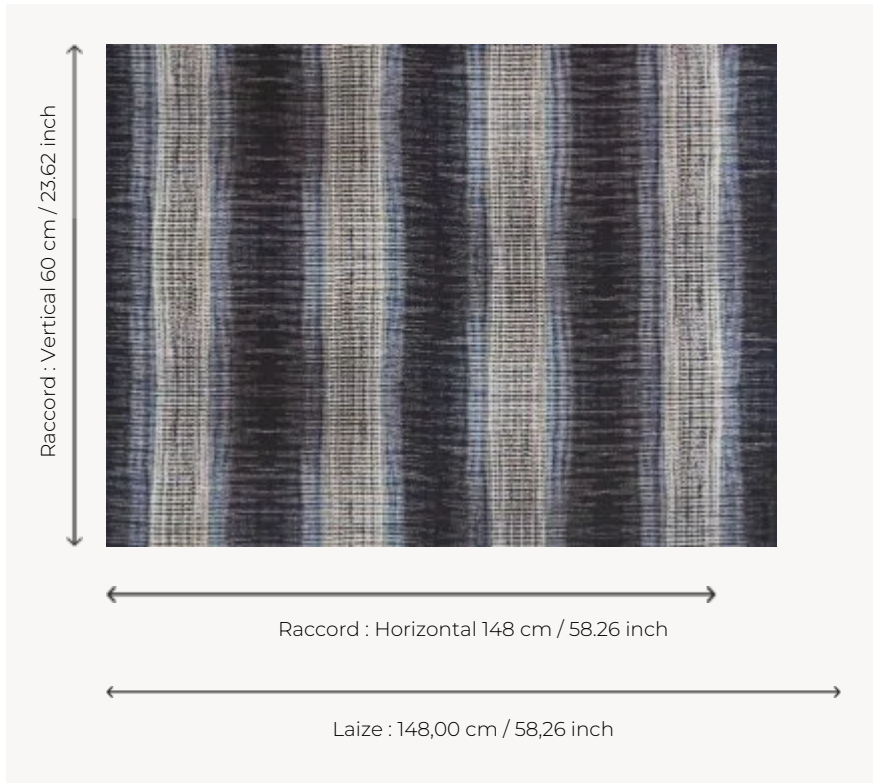 Raccord : Vertical 60 cm / 23.62 inch
Raccord : Horizontal 148 cm / 58.26 inch
Laize : 148,00 cm / 58,26 inch